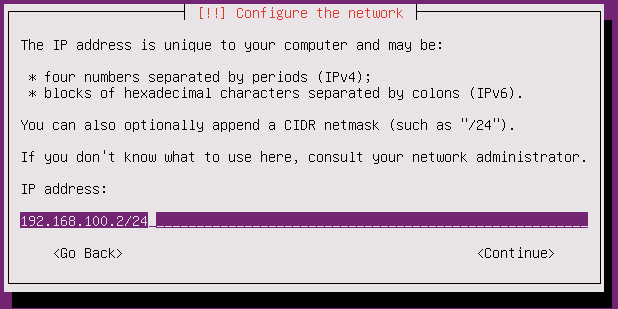 [!!] Configure the network
The IP address is unique to your computer and may be:
* four numbers separated by periods (IPv4);
* blocks of hexadecimal characters separated by colons (IPv6).
You can also optionally append a CIDR netmask (such as "/24").
If you don't know what to use here, consult your network administrator.
IP address:
192.168.100.2/24
<Go Back> <Continue>